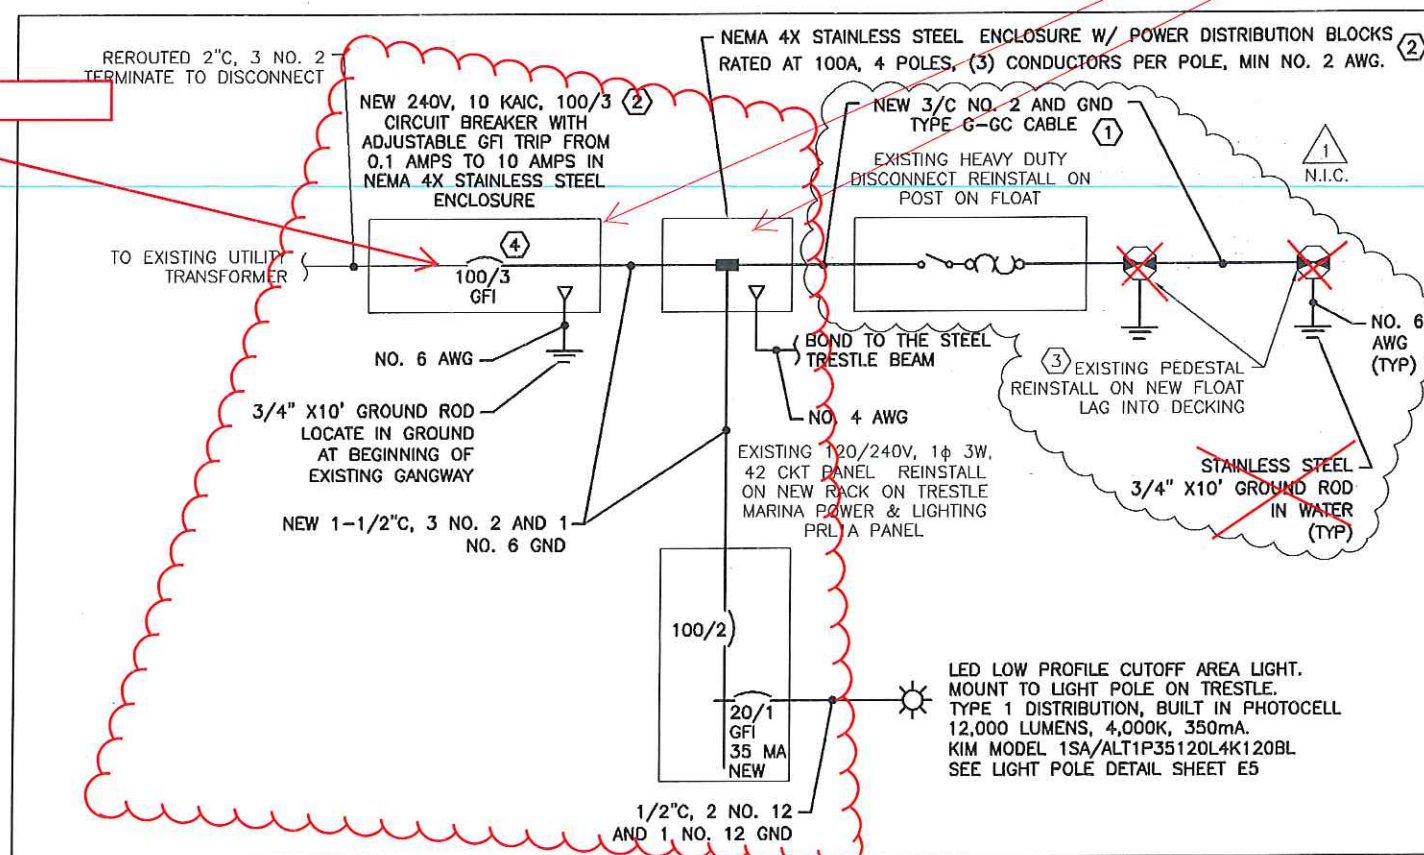 REROUTED 2"C, 3 NO. 2
TERMINATE TO DISCONNECT
NEMA 4X STAINLESS STEEL ENCLOSURE W/ POWER DISTRIBUTION BLOCKS
RATED AT 100A, 4 POLES, (3) CONDUCTORS PER POLE, MIN NO. 2 AWG.
2
NEW 240V, 10 KAIC, 100/3 2
CIRCUIT BREAKER WITH
ADJUSTABLE GFI TRIP FROM
0.1 AMPS TO 10 AMPS IN
NEMA 4X STAINLESS STEEL
ENCLOSURE
NEW 3/C NO. 2 AND GND
TYPE G-GC CABLE
1
EXISTING HEAVY DUTY
DISCONNECT REINSTALL ON
POST ON FLOAT
1
N.I.C.
TO EXISTING UTILITY
TRANSFORMER
4
100/3
GFI
NO. 6 AWG
BOND TO THE STEEL
TRESTLE BEAM
NO. 6
AWG
(TYP)
3 EXISTING PEDESTAL
REINSTALL ON NEW FLOAT
LAG INTO DECKING
3/4" X10' GROUND ROD
LOCATE IN GROUND
AT BEGINNING OF
EXISTING GANGWAY
NO. 4 AWG
EXISTING 120/240V, 1ϕ 3W,
42 CKT PANEL REINSTALL
ON NEW RACK ON TRESTLE
MARINA POWER & LIGHTING
PRL1A PANEL
STAINLESS STEEL
3/4" X10' GROUND ROD
IN WATER
(TYP)
NEW 1-1/2"C, 3 NO. 2 AND 1
NO. 6 GND
100/2
20/1
GFI
35 MA
NEW
LED LOW PROFILE CUTOFF AREA LIGHT.
MOUNT TO LIGHT POLE ON TRESTLE.
TYPE 1 DISTRIBUTION, BUILT IN PHOTOCELL
12,000 LUMENS, 4,000K, 350mA.
KIM MODEL 1SA/ALT1P35120L4K120BL
SEE LIGHT POLE DETAIL SHEET E5
1/2"C, 2 NO. 12
AND 1 NO. 12 GND